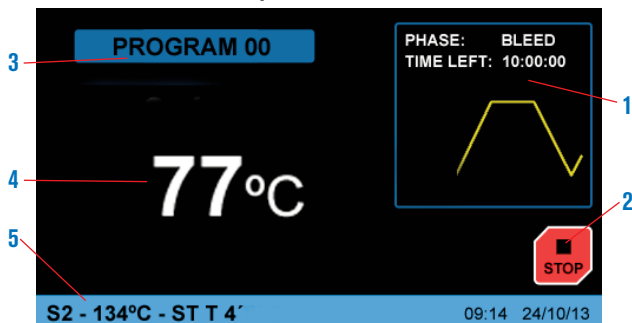 PROGRAM 00
PHASE: BLEED
TIME LEFT: 10:00:00
1
3
77ºC
4
2
STOP
5
S2 - 134ºC - ST T 4´
09:14 24/10/13